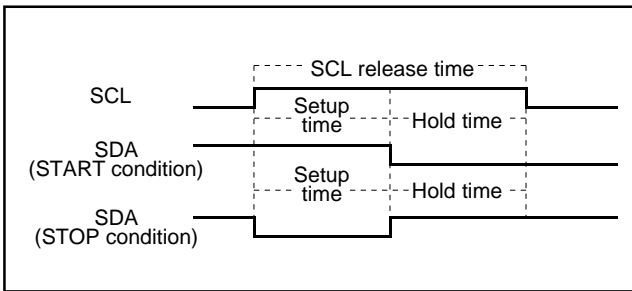 SCL release time
SCL
Setup
time
Hold time
SDA
(START condition)
Setup
time
Hold time
SDA
(STOP condition)